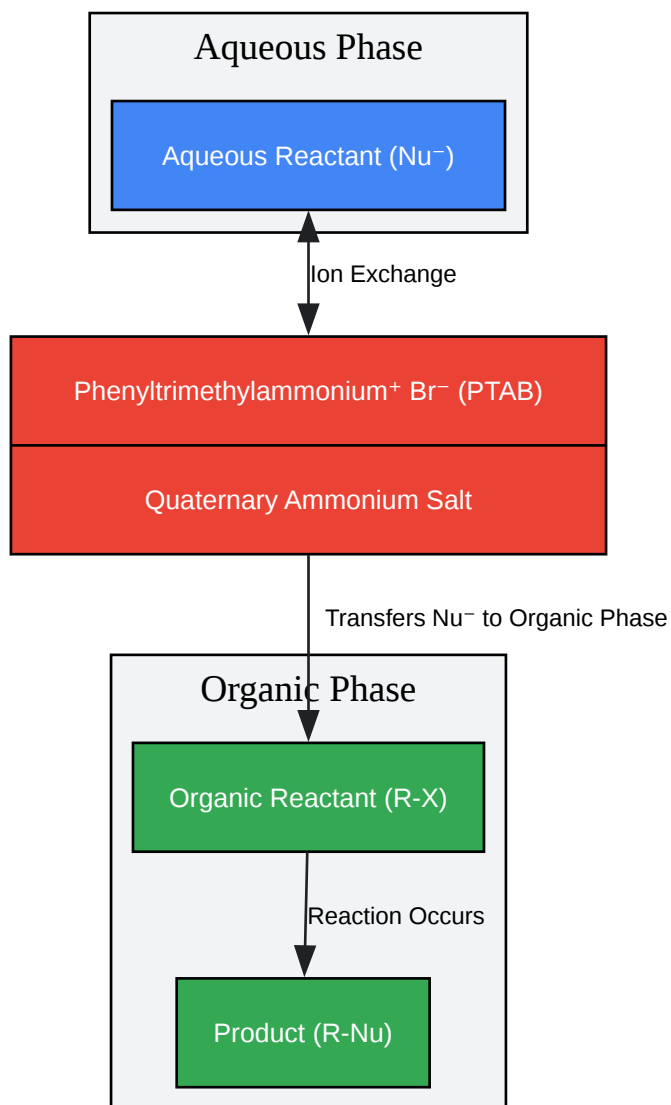 Aqueous Phase
Aqueous Reactant (Nu⁻)
Ion Exchange
Phenyltrimethylammonium⁺ Br⁻ (PTAB)
Quaternary Ammonium Salt
Transfers Nu⁻ to Organic Phase
Organic Phase
Organic Reactant (R-X)
Reaction Occurs
Product (R-Nu)